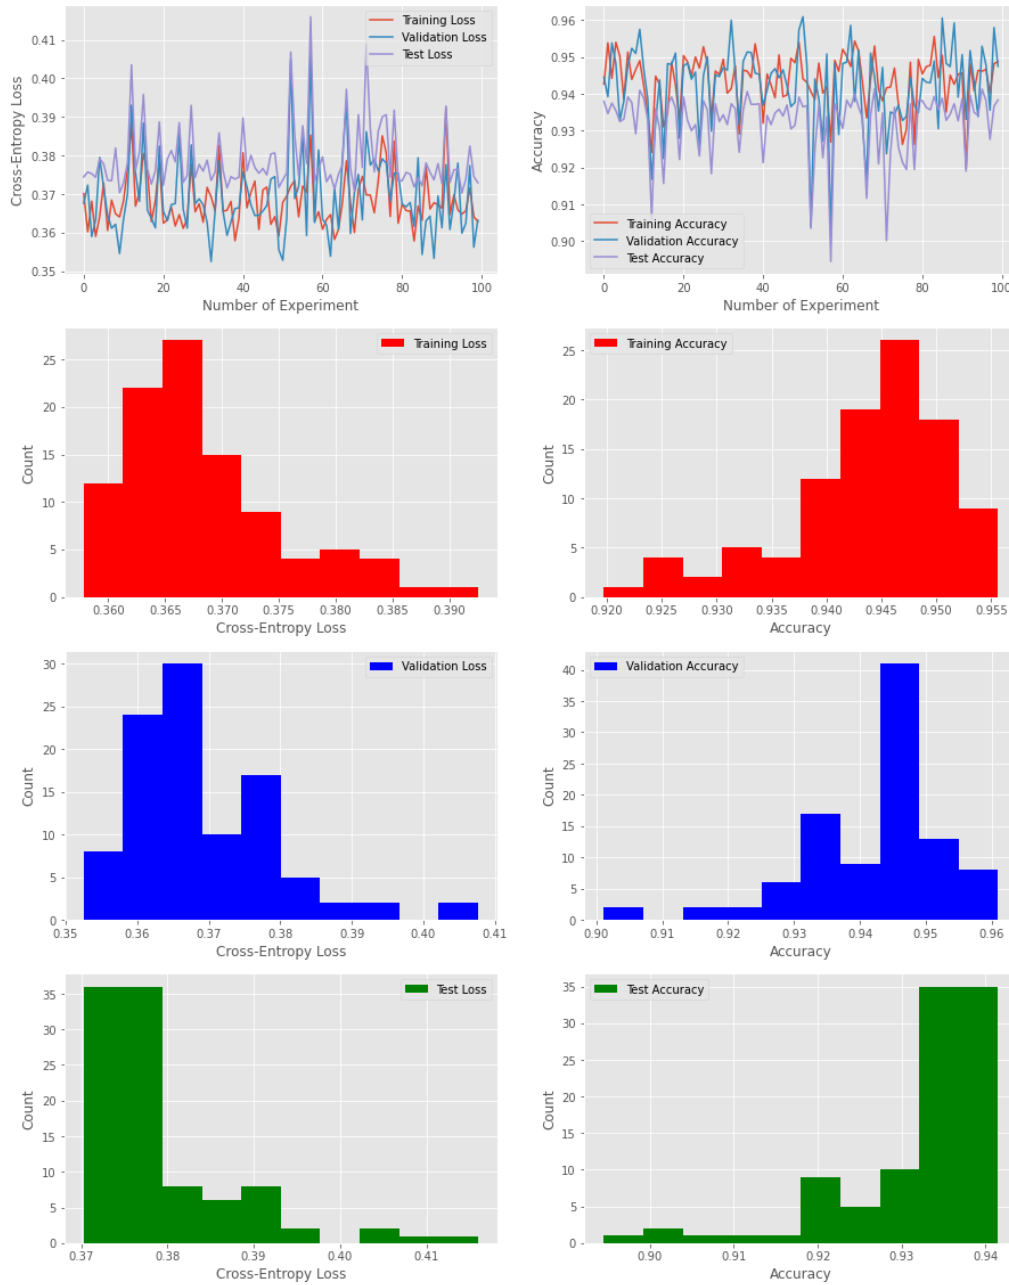 Training Loss
Validation Loss
Test Loss
0.41
0.40
0.39
0.38
0.37
0.36
0.35
Cross-Entropy Loss
0 20 40 60 80 100
Number of Experiment
0.96
0.95
0.94
0.93
0.92
0.91
0.90
Accuracy
Training Accuracy
Validation Accuracy
Test Accuracy
0 20 40 60 80 100
Number of Experiment
Training Loss
25
20
15
10
5
0
Count
0.360 0.365 0.370 0.375 0.380 0.385 0.390
Cross-Entropy Loss
Training Accuracy
25
20
15
10
5
0
Count
0.920 0.925 0.930 0.935 0.940 0.945 0.950 0.955
Accuracy
Validation Loss
30
25
20
15
10
5
0
Count
0.35 0.36 0.37 0.38 0.39 0.40 0.41
Cross-Entropy Loss
Validation Accuracy
40
35
30
25
20
15
10
5
0
Count
0.90 0.91 0.92 0.93 0.94 0.95 0.96
Accuracy
Test Loss
35
30
25
20
15
10
5
0
Count
0.37 0.38 0.39 0.40 0.41
Cross-Entropy Loss
Test Accuracy
35
30
25
20
15
10
5
0
Count
0.90 0.91 0.92 0.93 0.94
Accuracy